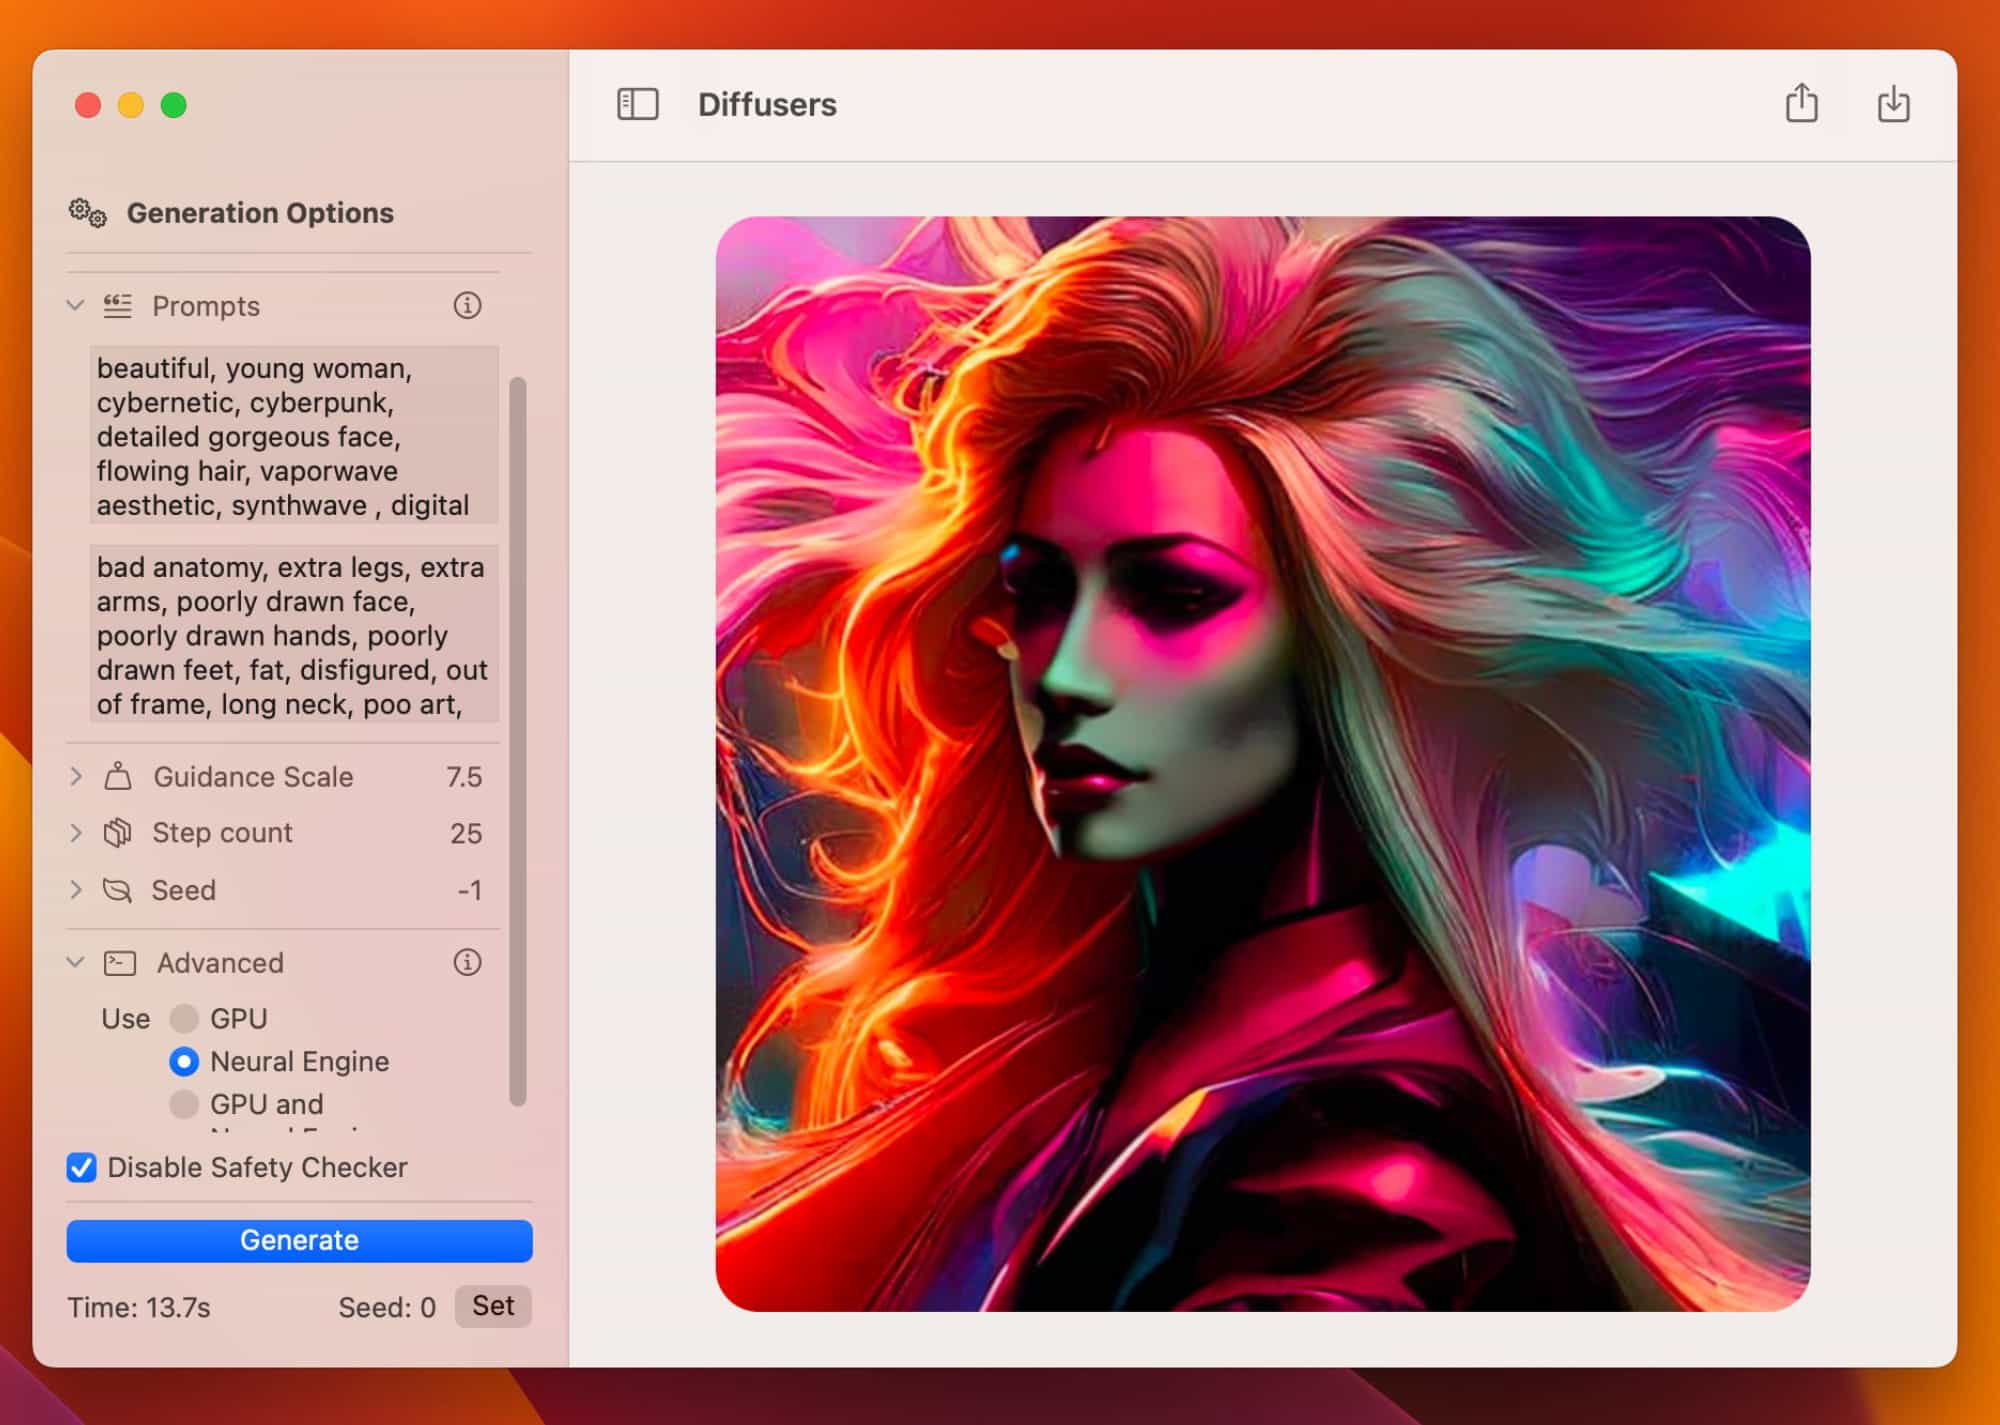 Diffusers
Generation Options
Prompts
beautiful, young woman,
cybernetic, cyberpunk,
detailed gorgeous face,
flowing hair, vaporwave
aesthetic, synthwave , digital
bad anatomy, extra legs, extra
arms, poorly drawn face,
poorly drawn hands, poorly
drawn feet, fat, disfigured, out
of frame, long neck, poo art,
Guidance Scale 7.5
Step count 25
Seed -1
Advanced
Use GPU
Neural Engine
GPU and
Disable Safety Checker
Generate
Time: 13.7s Seed: 0 Set